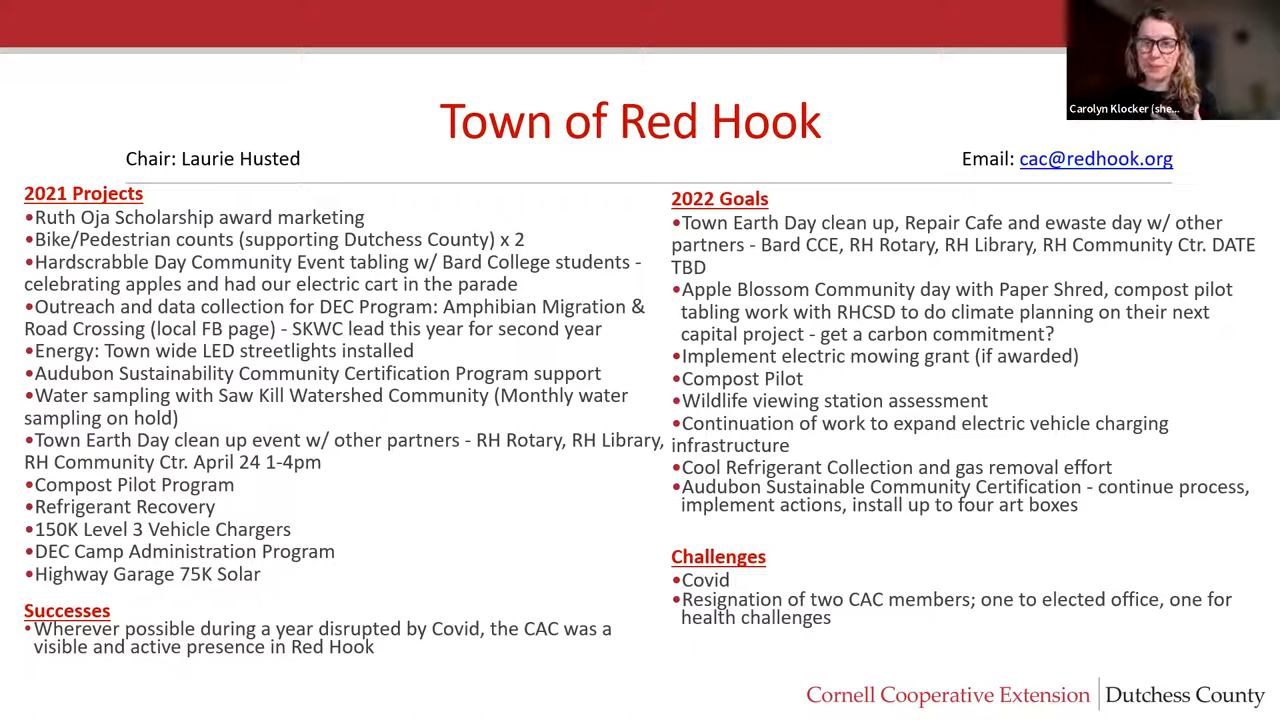 Carolyn Klocker (she...
Town of Red Hook
Chair: Laurie Husted
Email: cac@redhook.org
2021 Projects
•Ruth Oja Scholarship award marketing
•Bike/Pedestrian counts (supporting Dutchess County) x 2
•Hardscrabble Day Community Event tabling w/ Bard College students -
celebrating apples and had our electric cart in the parade
•Outreach and data collection for DEC Program: Amphibian Migration &
Road Crossing (local FB page) - SKWC lead this year for second year
•Energy: Town wide LED streetlights installed
•Audubon Sustainability Community Certification Program support
•Water sampling with Saw Kill Watershed Community (Monthly water
sampling on hold)
•Town Earth Day clean up event w/ other partners - RH Rotary, RH Library,
RH Community Ctr. April 24 1-4pm
•Compost Pilot Program
•Refrigerant Recovery
•150K Level 3 Vehicle Chargers
•DEC Camp Administration Program
•Highway Garage 75K Solar
Successes
•Wherever possible during a year disrupted by Covid, the CAC was a
visible and active presence in Red Hook
2022 Goals
•Town Earth Day clean up, Repair Cafe and ewaste day w/ other
partners - Bard CCE, RH Rotary, RH Library, RH Community Ctr. DATE
TBD
•Apple Blossom Community day with Paper Shred, compost pilot
tabling work with RHCSD to do climate planning on their next
capital project - get a carbon commitment?
•Implement electric mowing grant (if awarded)
•Compost Pilot
•Wildlife viewing station assessment
•Continuation of work to expand electric vehicle charging
infrastructure
•Cool Refrigerant Collection and gas removal effort
•Audubon Sustainable Community Certification - continue process,
implement actions, install up to four art boxes
Challenges
•Covid
•Resignation of two CAC members; one to elected office, one for
health challenges
Cornell Cooperative Extension | Dutchess County